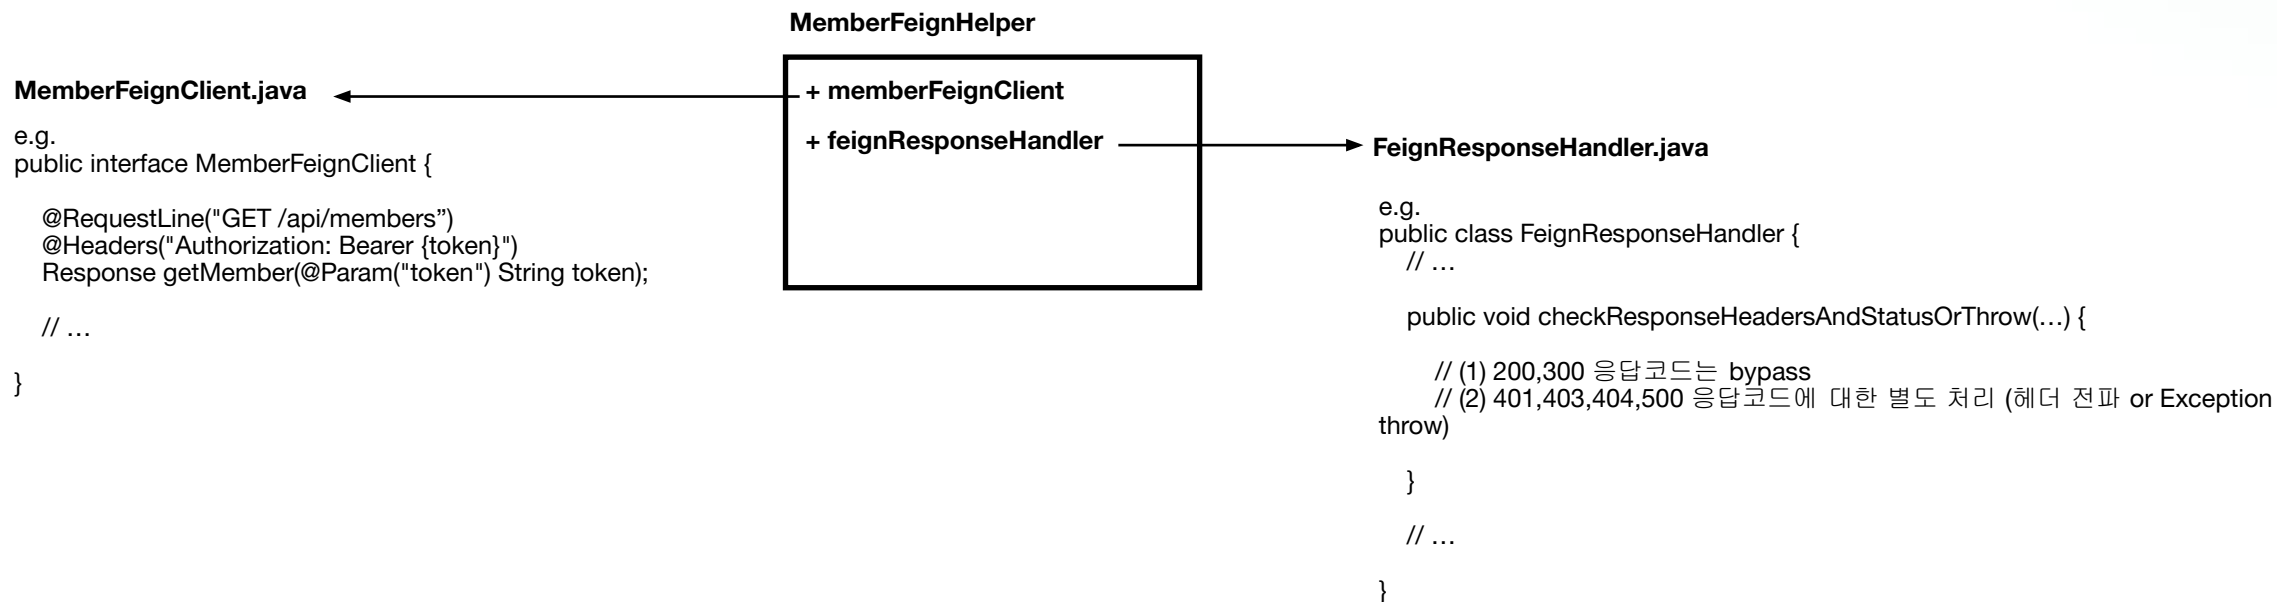 MemberFeignHelper
+ memberFeignClient
+ feignResponseHandler
MemberFeignClient.java
e.g.
public interface MemberFeignClient {
@RequestLine("GET /api/members”)
@Headers("Authorization: Bearer {token}")
Response getMember(@Param("token") String token);
// …
}
FeignResponseHandler.java
e.g.
public class FeignResponseHandler {
// …
public void checkResponseHeadersAndStatusOrThrow(…) {
// (1) 200,300 응답코드는 bypass
// (2) 401,403,404,500 응답코드에 대한 별도 처리 (헤더 전파 or Exception
throw)
}
// …
}